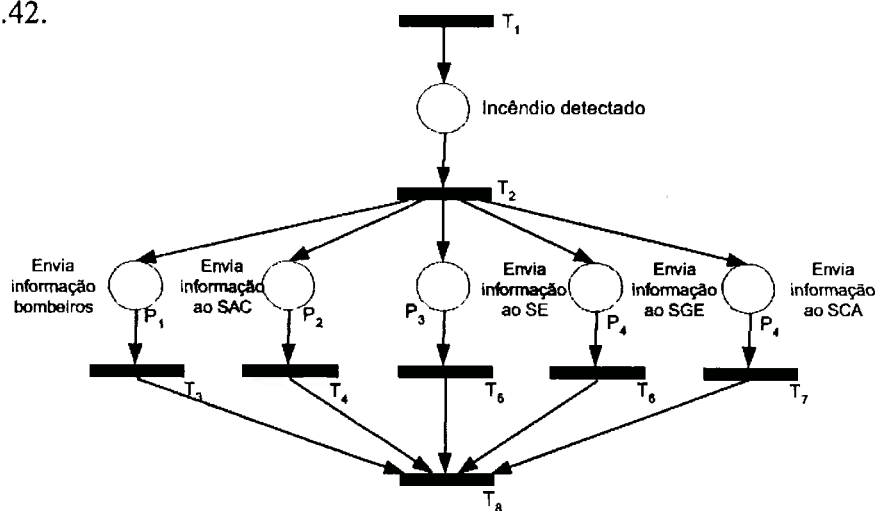 .42.
T1
Incêndio detectado
T2
Envia
informação
bombeiros
P1
Envia
informação
ao SAC
P2
P3
Envia
informação
ao SE
P4
Envia
informação
ao SGE
P4
Envia
informação
ao SCA
T3
T4
T5
T6
T7
T8